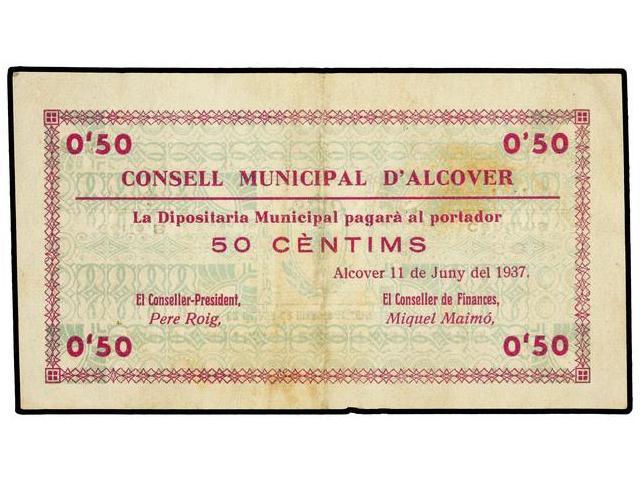 0'50 0'50
CONSELL MUNICIPAL D'ALCOVER
La Dipositaria Municipal pagarà al portador
50 CÈNTIMS
Alcover 11 de Juny del 1937.
El Conseller-President, El Conseller de Finances,
Pere Roig, Miquel Maimó,
0'50 0'50